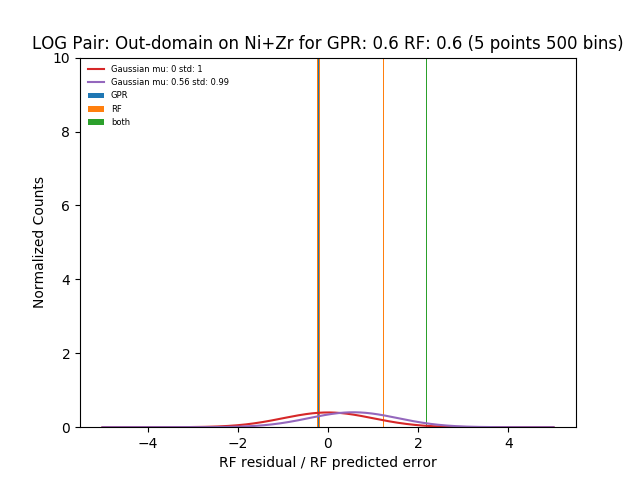 LOG Pair: Out-domain on Ni+Zr for GPR: 0.6 RF: 0.6 (5 points 500 bins)
10
Gaussian mu: 0 std: 1
Gaussian mu: 0.56 std: 0.99
GPR
RF
both
8
6
4
2
0
Normalized Counts
−4
−2
0
2
4
RF residual / RF predicted error